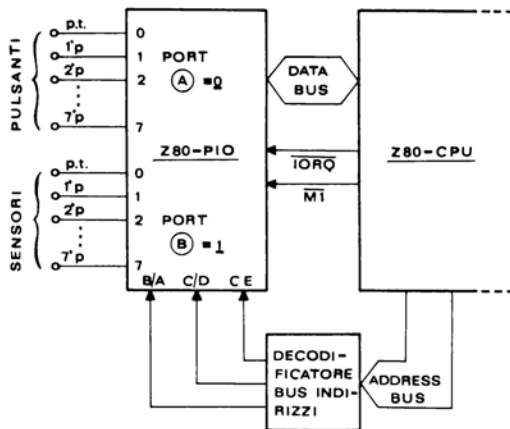 PULSANTI
p.t.
0
1°p
1
2°p
2
7°p
7
PORT
A = 0
Z80-PIO
SENSORI
p.t.
0
1°p
1
2°p
2
7°p
7
PORT
B = 1
B/A C/D CE
DATA
BUS
IORQ
M1
Z80-CPU
DECODI-
FICATORE
BUS INDI-
RIZZI
ADDRESS
BUS